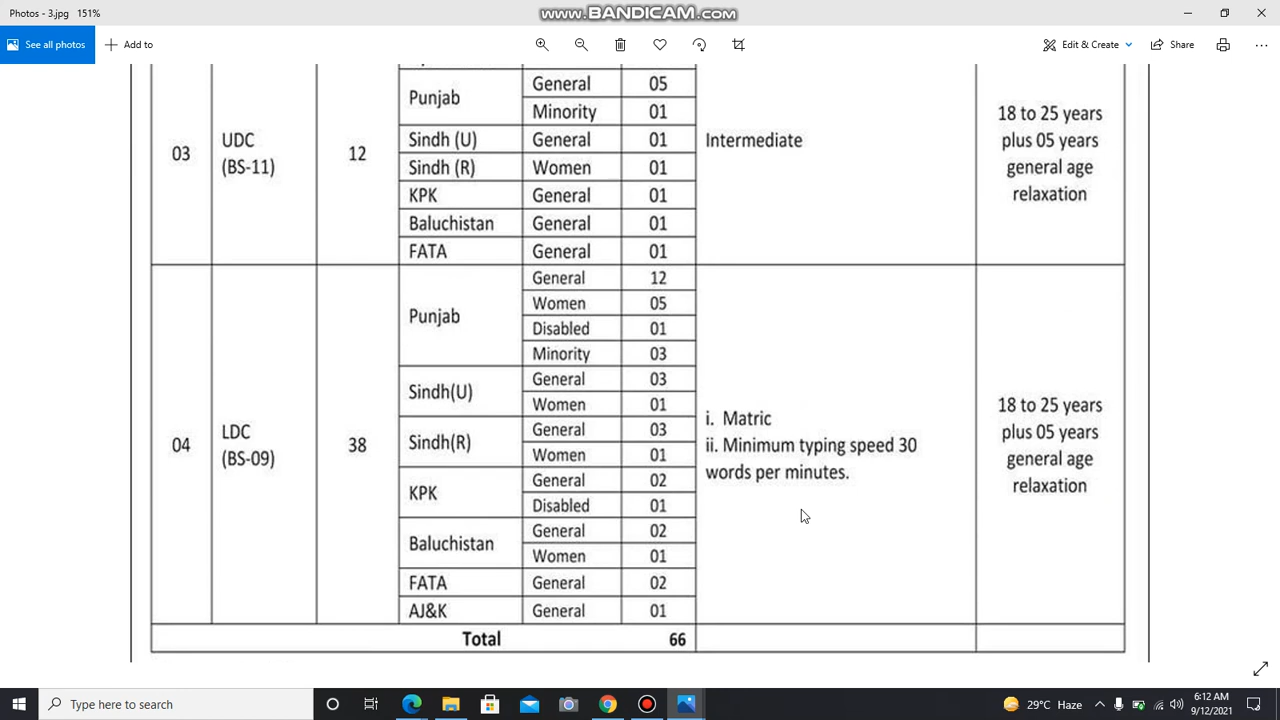 Photos - 3.jpg 151%
www.BANDICAM.com
See all photos
Add to
Edit & Create
Share
03 UDC (BS-11) 12
Punjab General 05
Minority 01
Sindh (U) General 01
Sindh (R) Women 01
KPK General 01
Baluchistan General 01
FATA General 01
Intermediate
18 to 25 years
plus 05 years
general age
relaxation
04 LDC (BS-09) 38
Punjab General 12
Women 05
Disabled 01
Minority 03
Sindh(U) General 03
Women 01
Sindh(R) General 03
Women 01
KPK General 02
Disabled 01
Baluchistan General 02
Women 01
FATA General 02
AJ&K General 01
i. Matric
ii. Minimum typing speed 30
words per minutes.
18 to 25 years
plus 05 years
general age
relaxation
Total 66
Type here to search
29°C Haze
6:12 AM
9/12/2021